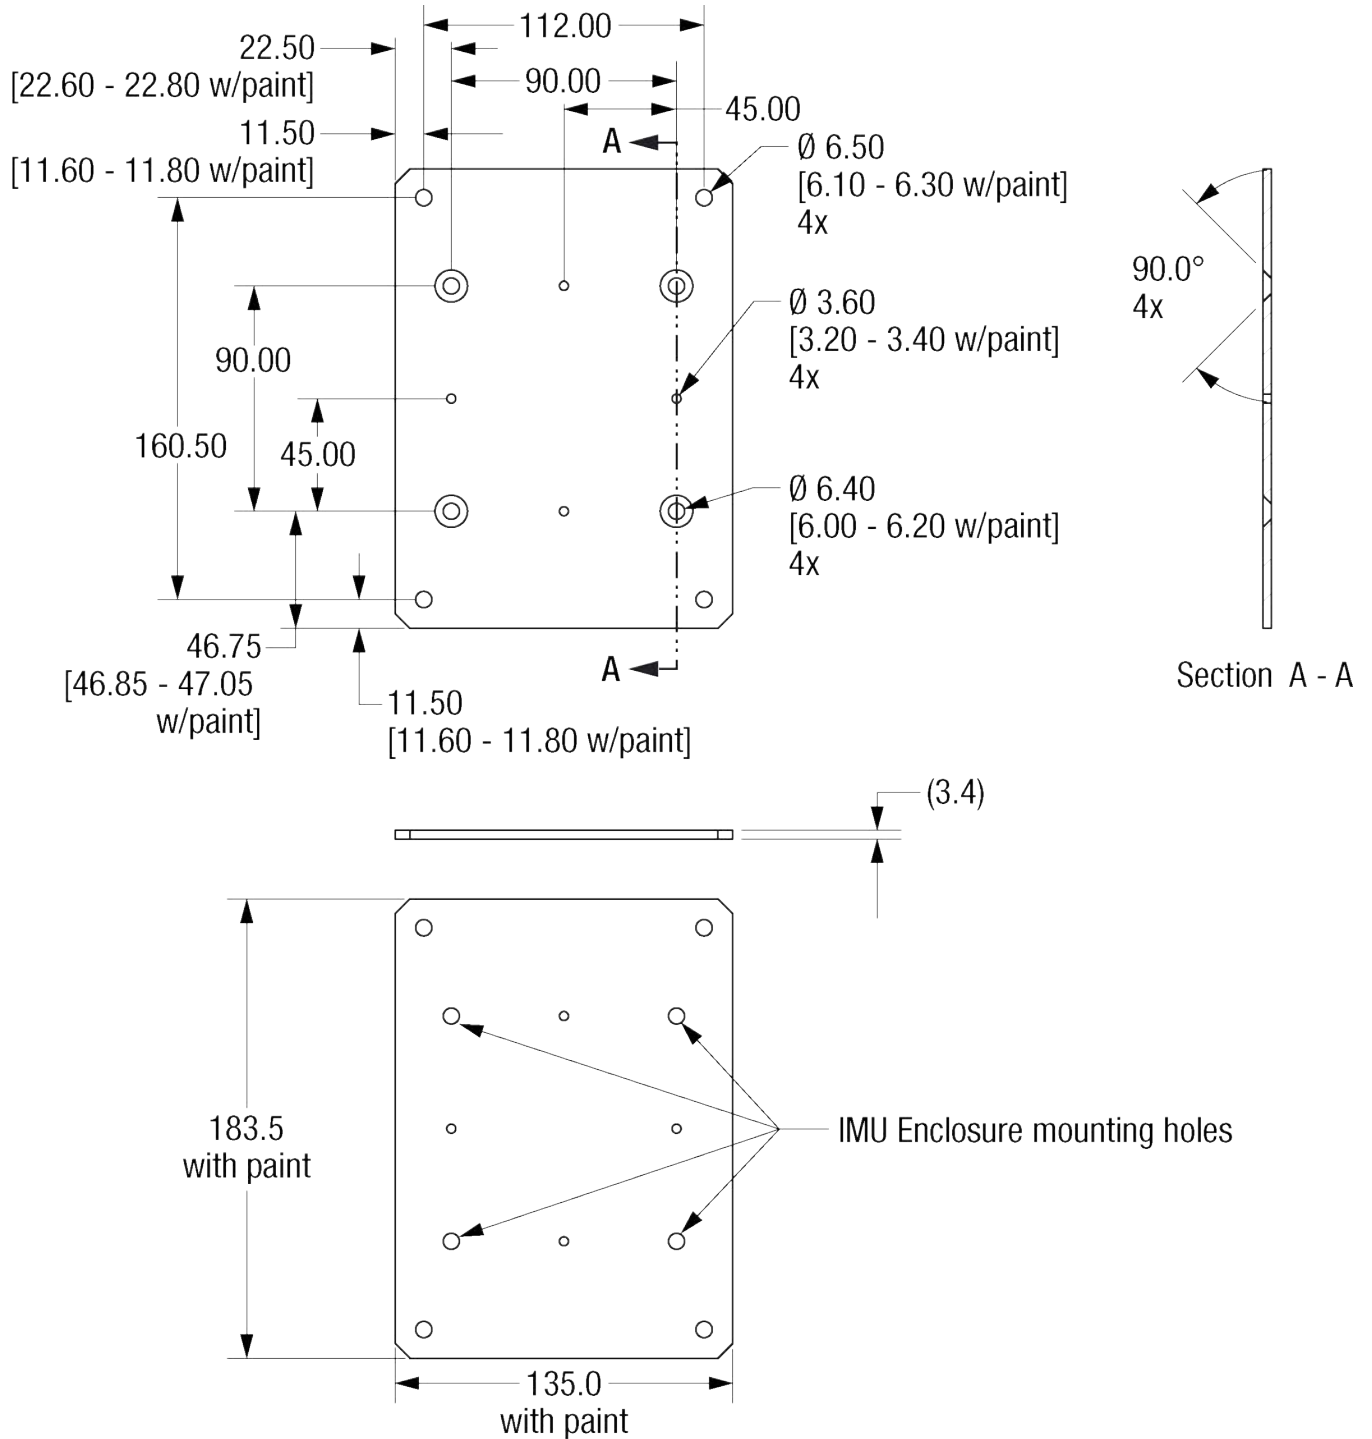 112.00
22.50
[22.60 - 22.80 w/paint]
90.00
45.00
11.50
[11.60 - 11.80 w/paint]
A
Ø 6.50
[6.10 - 6.30 w/paint]
4x
90.0°
4x
Ø 3.60
[3.20 - 3.40 w/paint]
4x
90.00
160.50
45.00
Ø 6.40
[6.00 - 6.20 w/paint]
4x
46.75
[46.85 - 47.05
w/paint]
A
11.50
[11.60 - 11.80 w/paint]
Section A - A
(3.4)
183.5
with paint
IMU Enclosure mounting holes
135.0
with paint